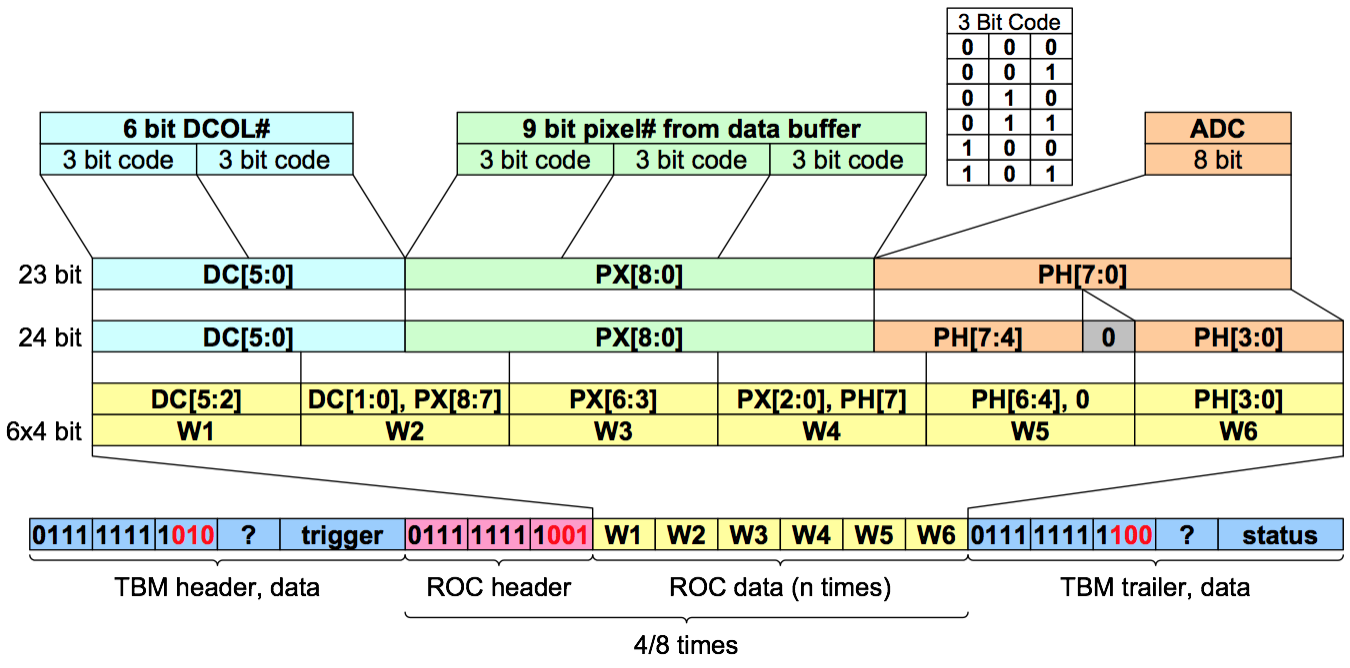 3 Bit Code
0 0 0
0 0 1
0 1 0
0 1 1
1 0 0
1 0 1
6 bit DCOL#
3 bit code 3 bit code
9 bit pixel# from data buffer
3 bit code 3 bit code 3 bit code
ADC
8 bit
23 bit DC[5:0] PX[8:0] PH[7:0]
24 bit DC[5:0] PX[8:0] PH[7:4] 0 PH[3:0]
DC[5:2] DC[1:0], PX[8:7] PX[6:3] PX[2:0], PH[7] PH[6:4], 0 PH[3:0]
6x4 bit W1 W2 W3 W4 W5 W6
0111 1111 1010 ? trigger 0111 1111 1001 W1 W2 W3 W4 W5 W6 0111 1111 1100 ? status
TBM header, data ROC header ROC data (n times) TBM trailer, data
4/8 times